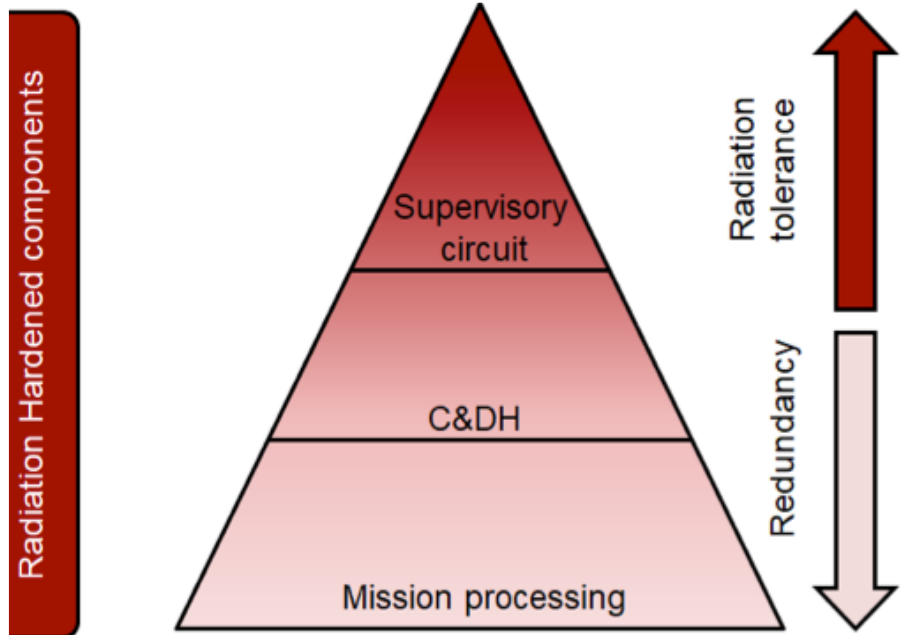 Radiation Hardened components
Supervisory
circuit
C&DH
Mission processing
Radiation
tolerance
Redundancy